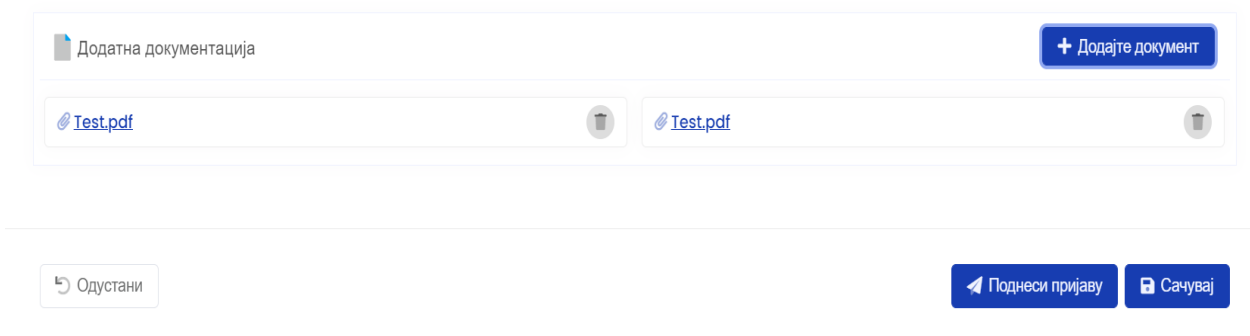 Додатна документација
Додајте документ
Test.pdf
Test.pdf
Одустани
Поднеси пријаву
Сачувај